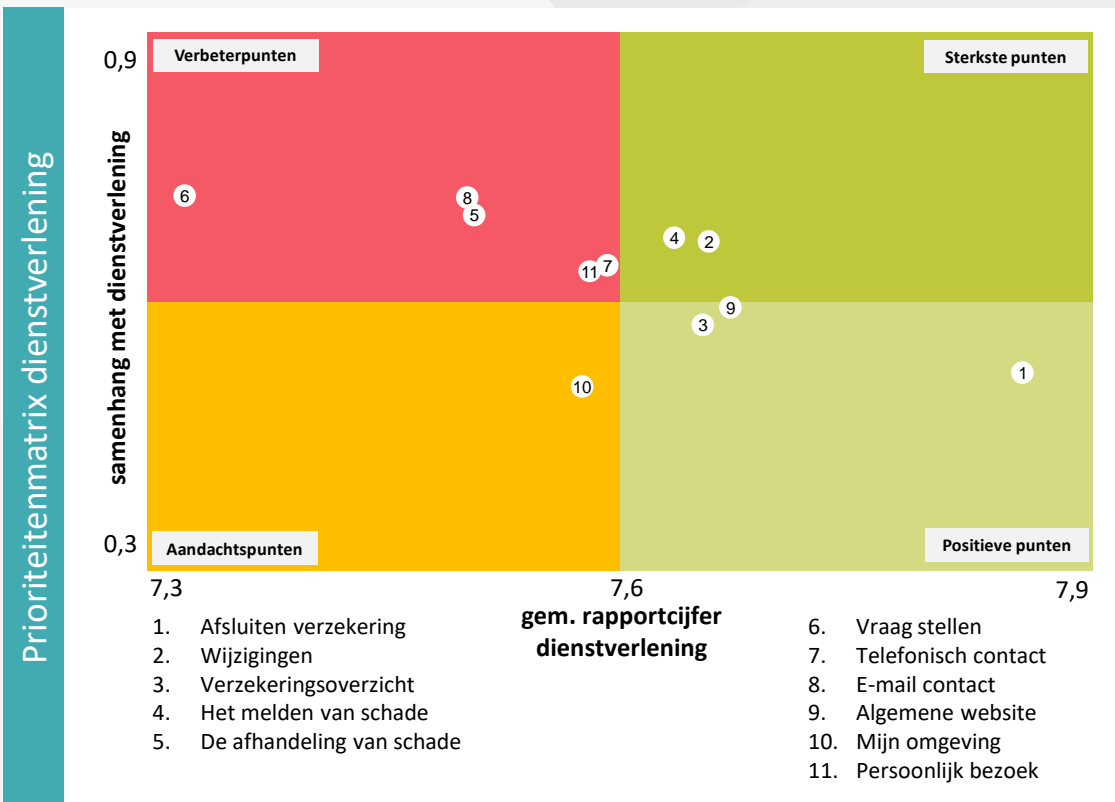 Prioriteitenmatrix dienstverlening
samenhang met dienstverlening
0,9
Verbeterpunten
Sterkste punten
6
8
5
4
2
11
7
9
3
1
10
0,3
Aandachtspunten
Positieve punten
7,3
7,6
7,9
gem. rapportcijfer
dienstverlening
1. Afsluiten verzekering
2. Wijzigingen
3. Verzekeringsoverzicht
4. Het melden van schade
5. De afhandeling van schade
6. Vraag stellen
7. Telefonisch contact
8. E-mail contact
9. Algemene website
10. Mijn omgeving
11. Persoonlijk bezoek